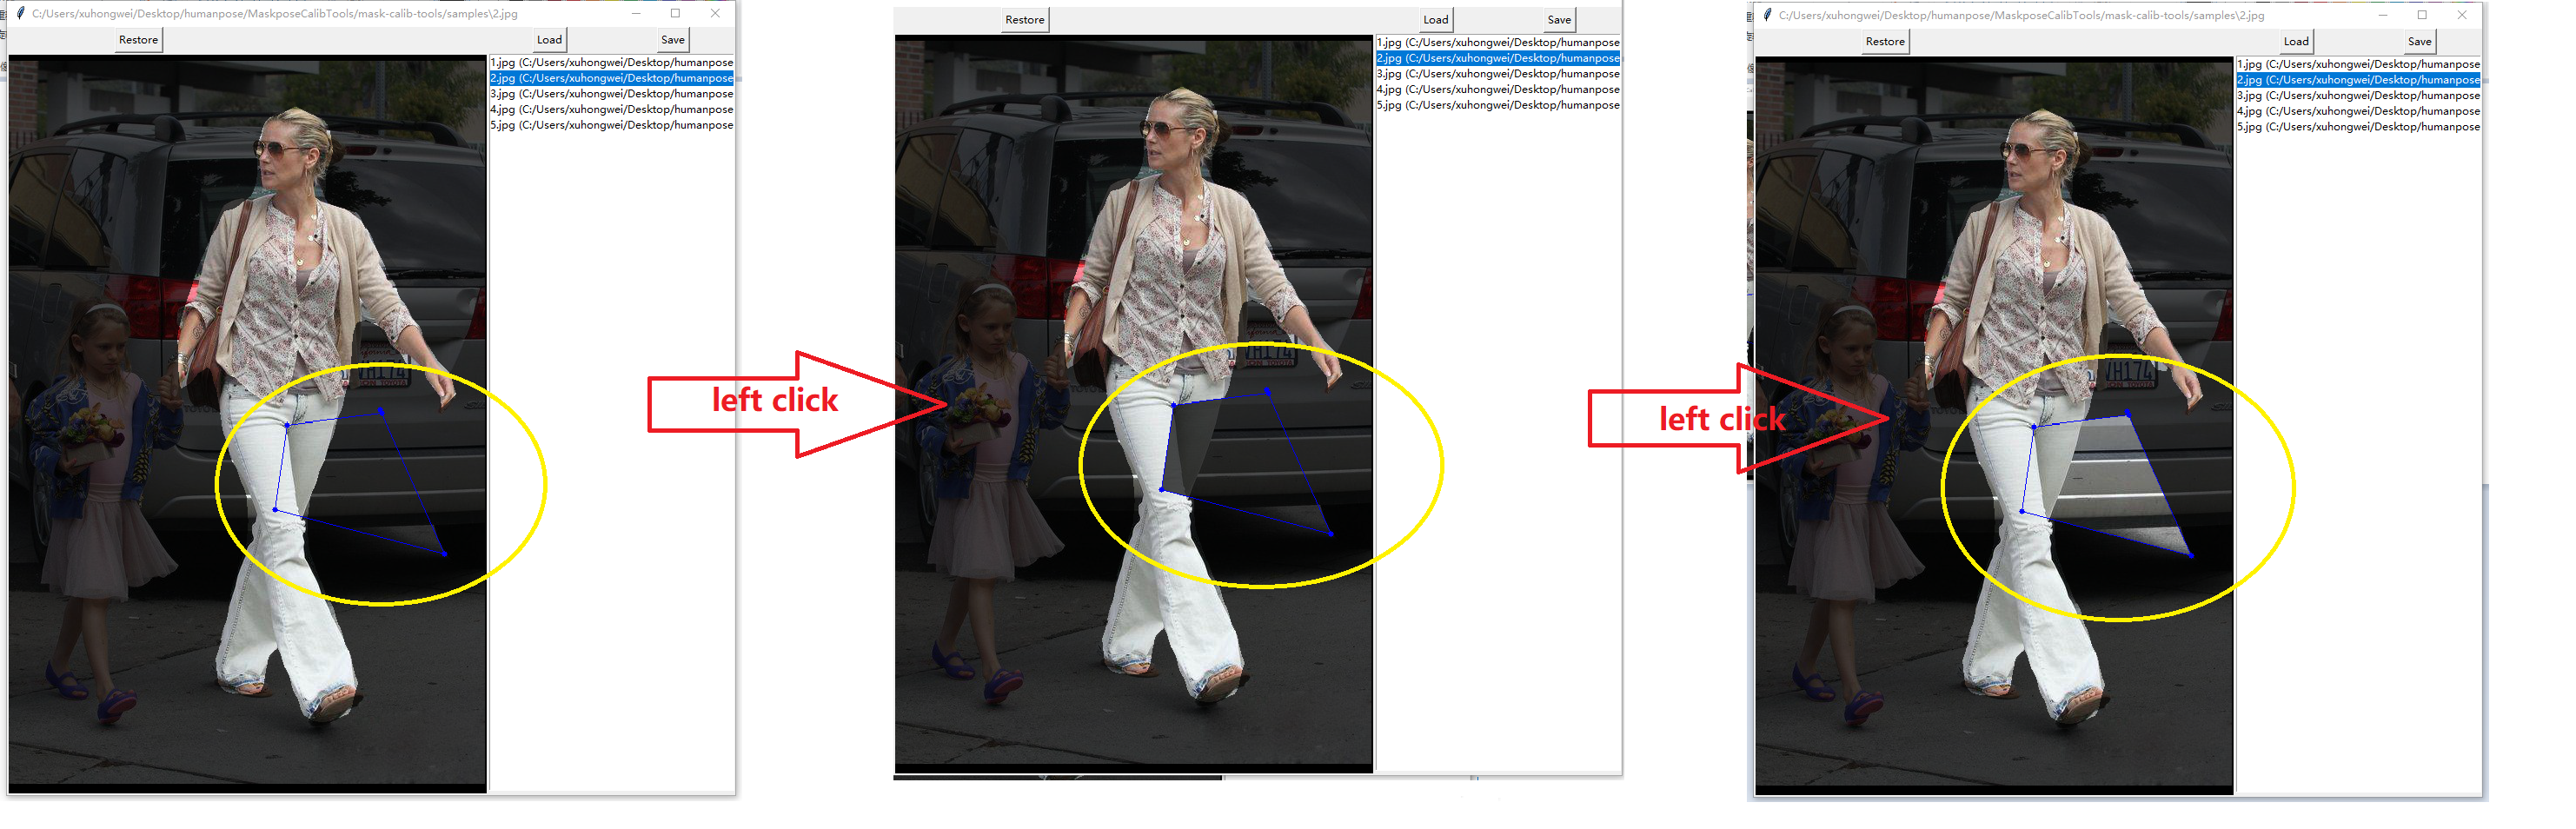 C:/Users/xuhongwei/Desktop/humanpose/MaskposeCalibTools/mask-calib-tools/samples\2.jpg
Restore
Load
Save
1.jpg (C:/Users/xuhongwei/Desktop/humanpose
2.jpg (C:/Users/xuhongwei/Desktop/humanpose
3.jpg (C:/Users/xuhongwei/Desktop/humanpose
4.jpg (C:/Users/xuhongwei/Desktop/humanpose
5.jpg (C:/Users/xuhongwei/Desktop/humanpose
left click
Restore
Load
Save
1.jpg (C:/Users/xuhongwei/Desktop/humanpose
2.jpg (C:/Users/xuhongwei/Desktop/humanpose
3.jpg (C:/Users/xuhongwei/Desktop/humanpose
4.jpg (C:/Users/xuhongwei/Desktop/humanpose
5.jpg (C:/Users/xuhongwei/Desktop/humanpose
left click
C:/Users/xuhongwei/Desktop/humanpose/MaskposeCalibTools/mask-calib-tools/samples\2.jpg
Restore
Load
Save
1.jpg (C:/Users/xuhongwei/Desktop/humanpose
2.jpg (C:/Users/xuhongwei/Desktop/humanpose
3.jpg (C:/Users/xuhongwei/Desktop/humanpose
4.jpg (C:/Users/xuhongwei/Desktop/humanpose
5.jpg (C:/Users/xuhongwei/Desktop/humanpose